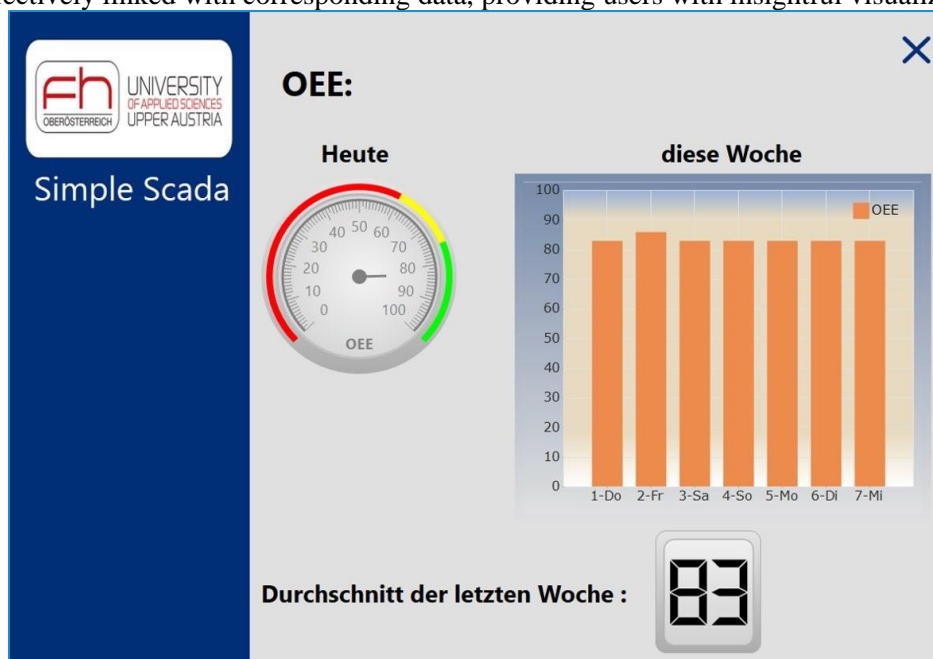 ectively linked with corresponding data, providing users with insightful visualiz
Fh
OBERÖSTERREICH
UNIVERSITY
OF APPLIED SCIENCES
UPPER AUSTRIA
Simple Scada
OEE:
Heute
0
10
20
30
40
50
60
70
80
90
100
OEE
diese Woche
100
90
80
70
60
50
40
30
20
10
0
OEE
1-Do 2-Fr 3-Sa 4-So 5-Mo 6-Di 7-Mi
Durchschnitt der letzten Woche :
83